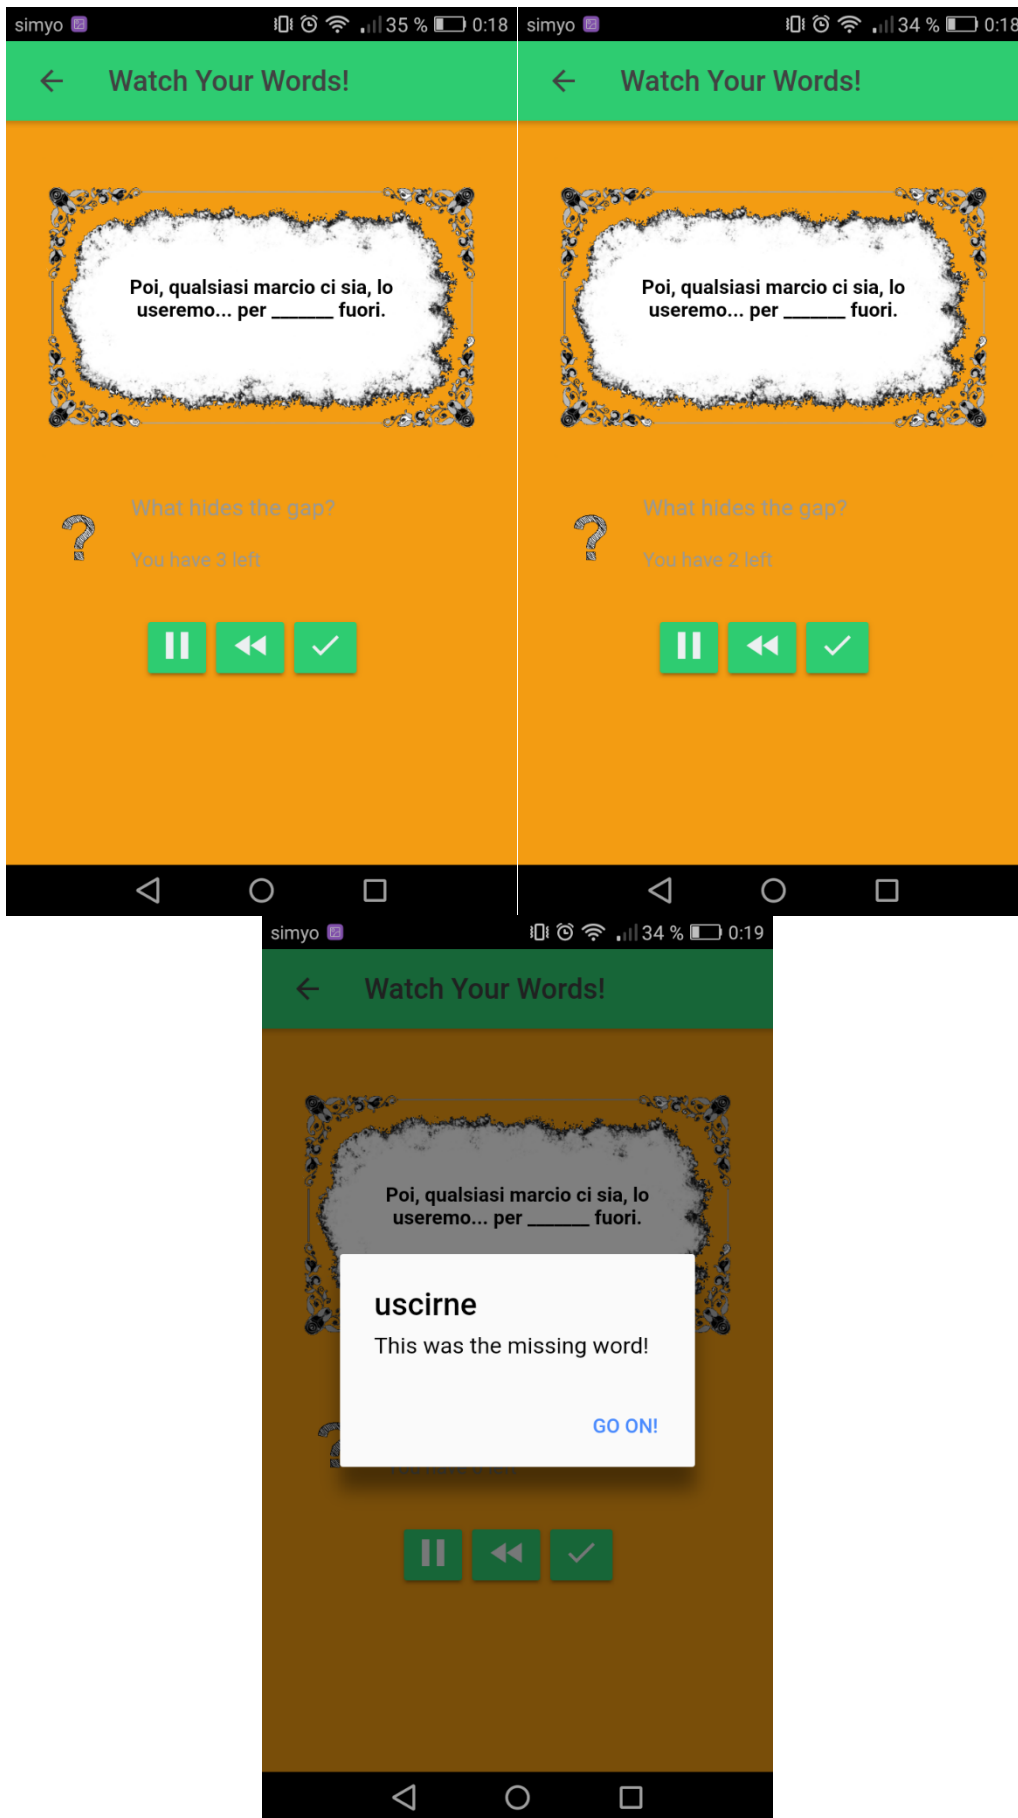 simyo 35 % 0:18
Watch Your Words!
Poi, qualsiasi marcio ci sia, lo
useremo... per _______ fuori.
What hides the gap?
You have 3 left
simyo 34 % 0:18
Watch Your Words!
Poi, qualsiasi marcio ci sia, lo
useremo... per _______ fuori.
What hides the gap?
You have 2 left
simyo 34 % 0:19
Watch Your Words!
Poi, qualsiasi marcio ci sia, lo
useremo... per _______ fuori.
uscirne
This was the missing word!
GO ON!